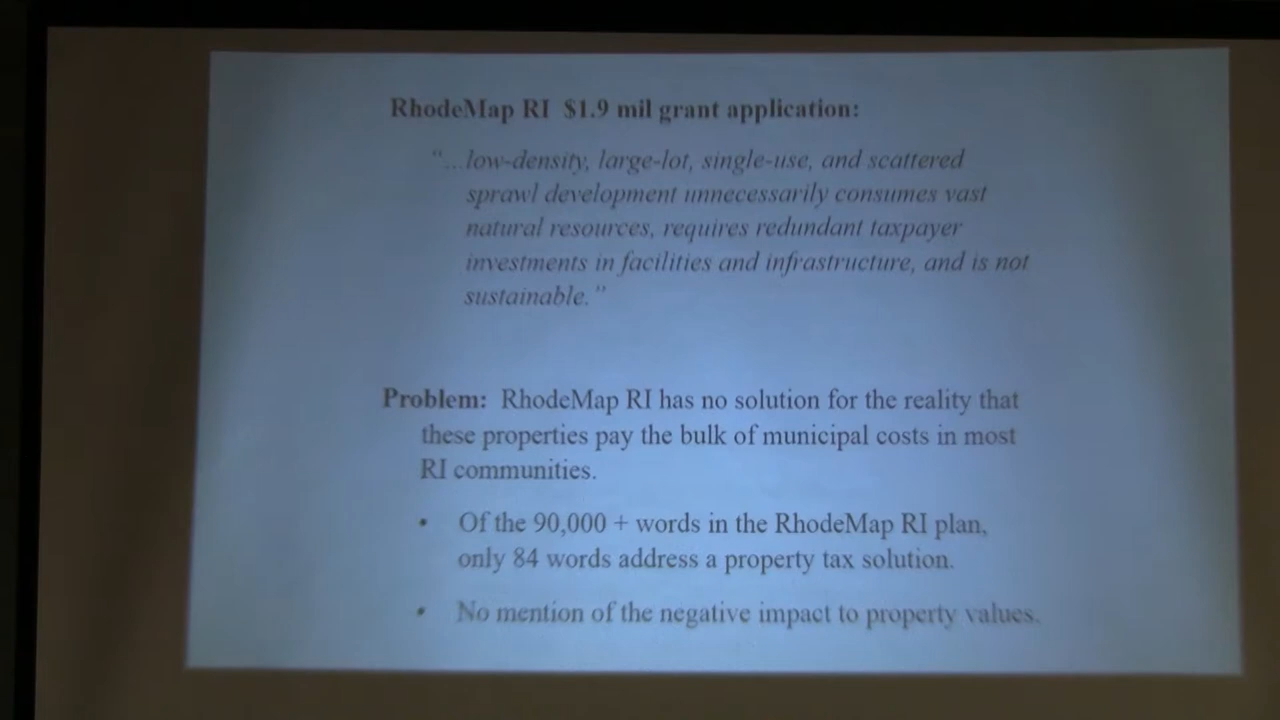 RhodeMap RI $1.9 mil grant application:
"...low-density, large-lot, single-use, and scattered
sprawl development unnecessarily consumes vast
natural resources, requires redundant taxpayer
investments in facilities and infrastructure, and is not
sustainable."
Problem: RhodeMap RI has no solution for the reality that
these properties pay the bulk of municipal costs in most
RI communities.
• Of the 90,000 + words in the RhodeMap RI plan,
only 84 words address a property tax solution.
• No mention of the negative impact to property values.